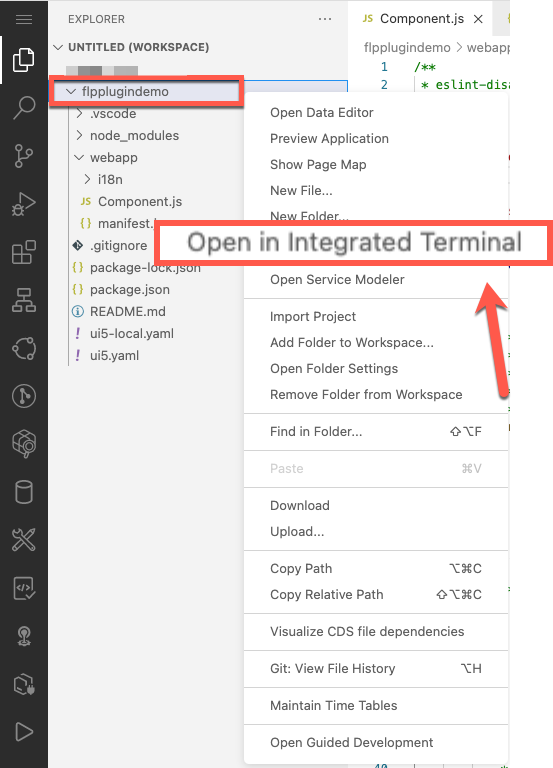 EXPLORER
...
JS Component.js ×
UNTITLED (WORKSPACE)
flpplugindemo > webapp
flpplugindemo
1 /**
2 * eslint-disa
.vscode
node_modules
webapp
i18n
JS Component.js
{} manifest.
.gitignore
{} package-lock.json
{} package.json
README.md
! ui5-local.yaml
! ui5.yaml
Open Data Editor
Preview Application
Show Page Map
New File...
New Folder...
Open in Integrated Terminal
Open Service Modeler
Import Project
Add Folder to Workspace...
Open Folder Settings
Remove Folder from Workspace
Find in Folder... ⇧⌥F
Paste ⌘V
Download
Upload...
Copy Path ⌥⌘C
Copy Relative Path ⇧⌥⌘C
Visualize CDS file dependencies
Git: View File History ⌥H
Maintain Time Tables
Open Guided Development